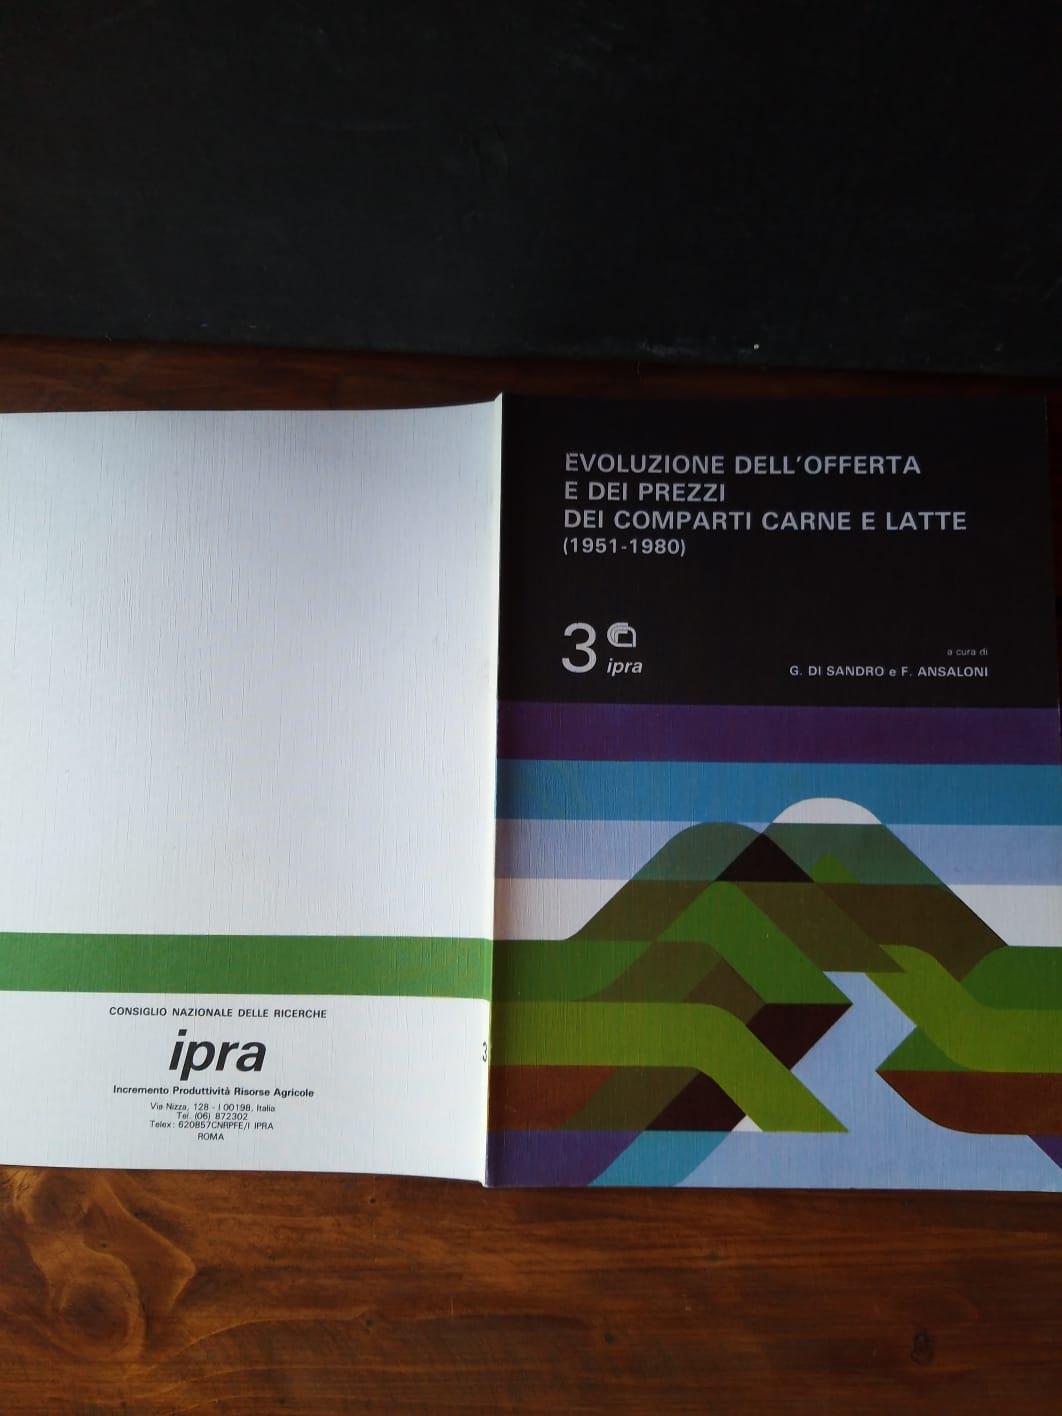 EVOLUZIONE DELL'OFFERTA
E DEI PREZZI
DEI COMPARTI CARNE E LATTE
(1951-1980)
3
ipra
a cura di
G. DI SANDRO e F. ANSALONI
CONSIGLIO NAZIONALE DELLE RICERCHE
ipra
Incremento Produttività Risorse Agricole
Via Nizza, 128 - I 00198, Italia
Tel. (06) 872302
Telex: 620857CNRPFE/I IPRA
ROMA
3